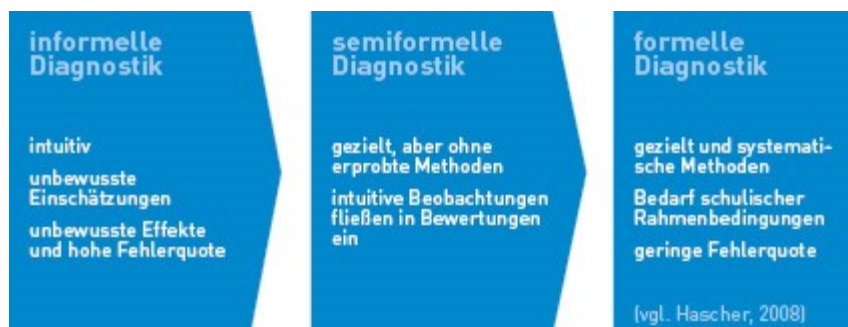 informelle
Diagnostik
intuitiv
unbewusste
Einschätzungen
unbewusste Effekte
und hohe Fehlerquote
semiformelle
Diagnostik
gezielt, aber ohne
erprobte Methoden
intuitive Beobachtungen
fließen in Bewertungen
ein
formelle
Diagnostik
gezielt und systemati-
sche Methoden
Bedarf schulischer
Rahmenbedingungen
geringe Fehlerquote
(vgl. Hascher, 2008)